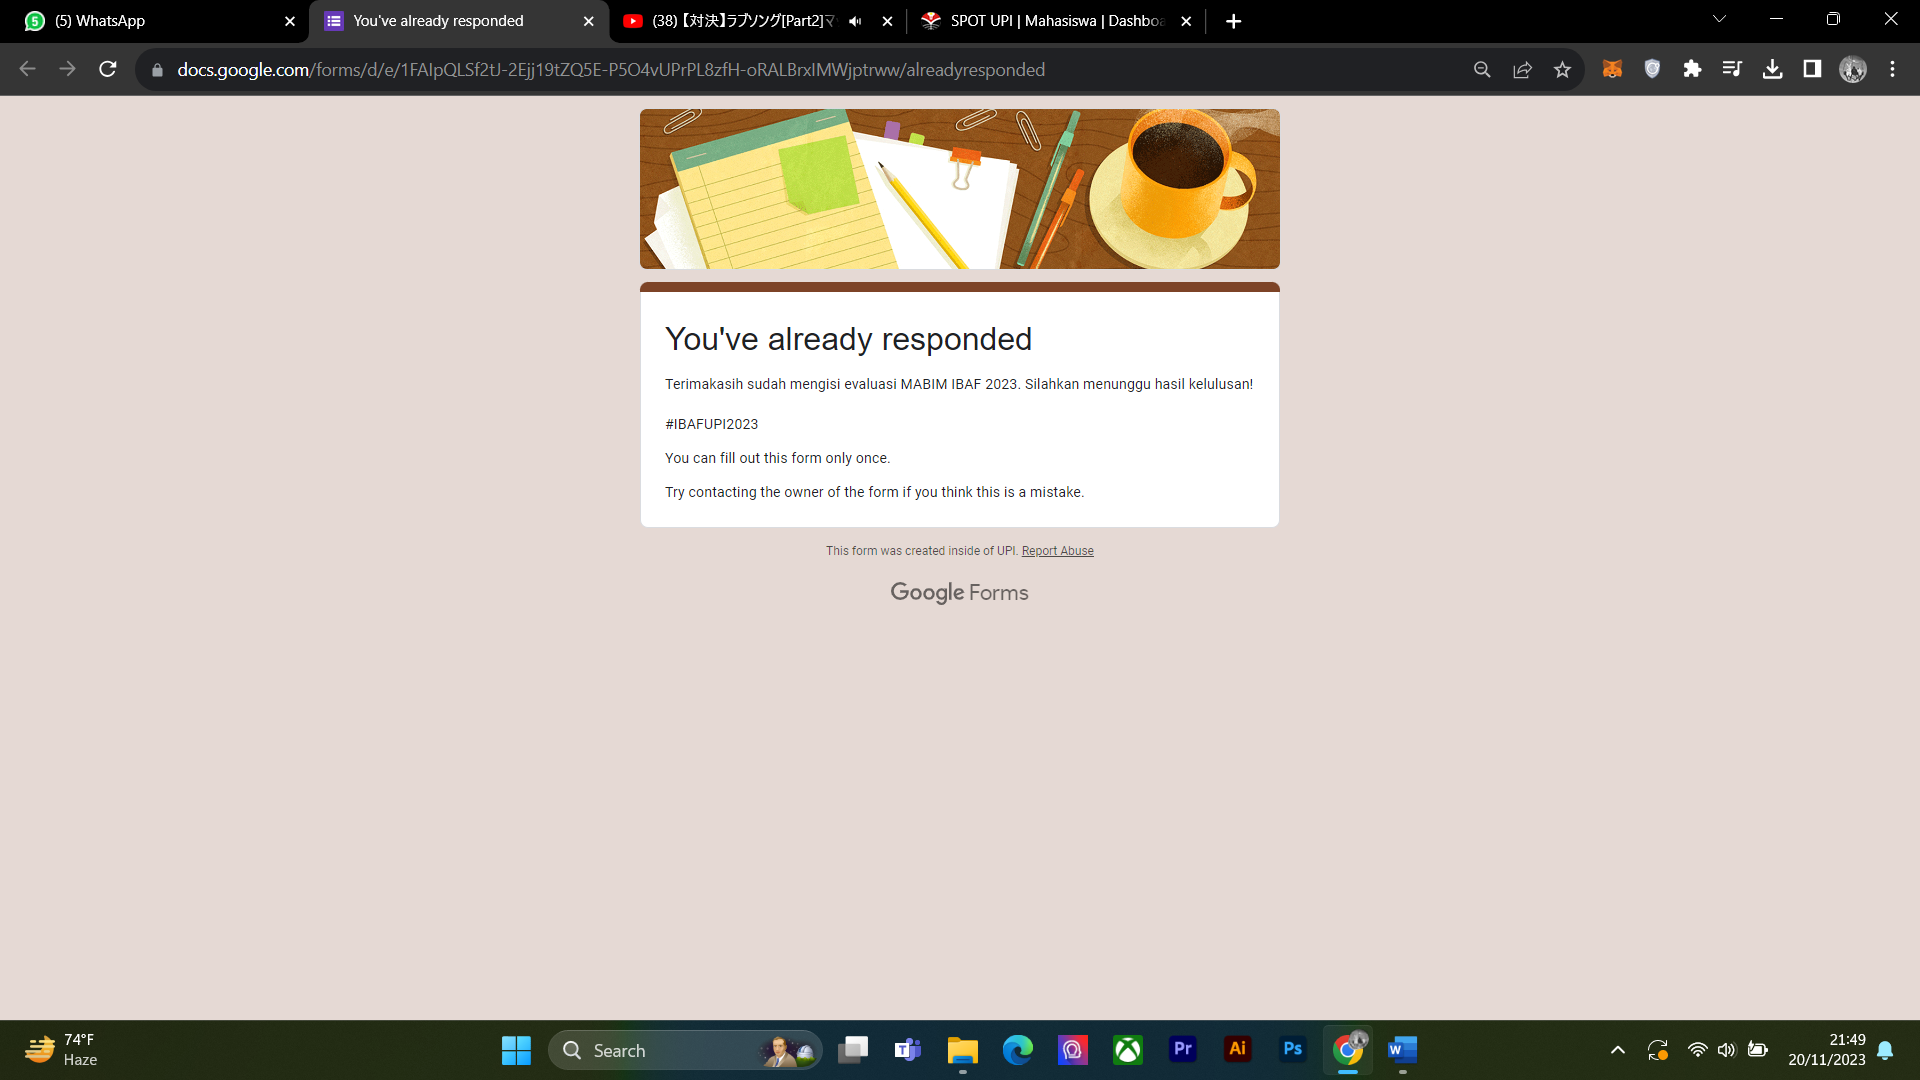 (5) WhatsApp
You've already responded
(38) 【対決】ラブソング[Part2]マ
SPOT UPI | Mahasiswa | Dashboa
docs.google.com/forms/d/e/1FAIpQLSf2tJ-2Ejj19tZQ5E-P5O4vUPrPL8zfH-oRALBrxIMWjptrww/alreadyresponded
You've already responded
Terimakasih sudah mengisi evaluasi MABIM IBAF 2023. Silahkan menunggu hasil kelulusan!
#IBAFUPI2023
You can fill out this form only once.
Try contacting the owner of the form if you think this is a mistake.
This form was created inside of UPI. Report Abuse
Google Forms
74°F
Haze
Search
Pr
Ai
Ps
21:49
20/11/2023